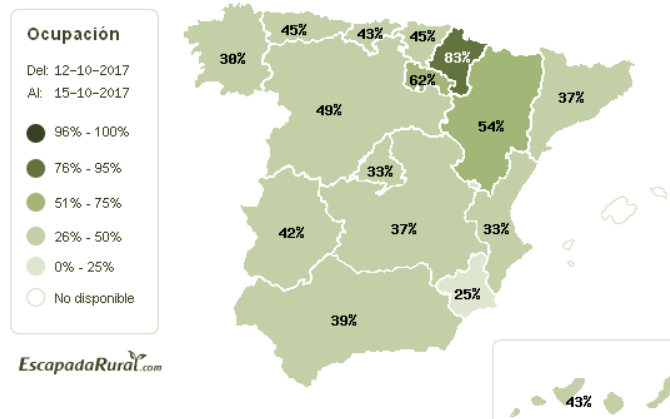 Ocupación
Del: 12-10-2017
Al: 15-10-2017
96% - 100%
76% - 95%
51% - 75%
26% - 50%
0% - 25%
No disponible
EscapadaRural.com
30%
45%
43%
45%
83%
62%
49%
54%
37%
33%
42%
37%
33%
25%
39%
43%